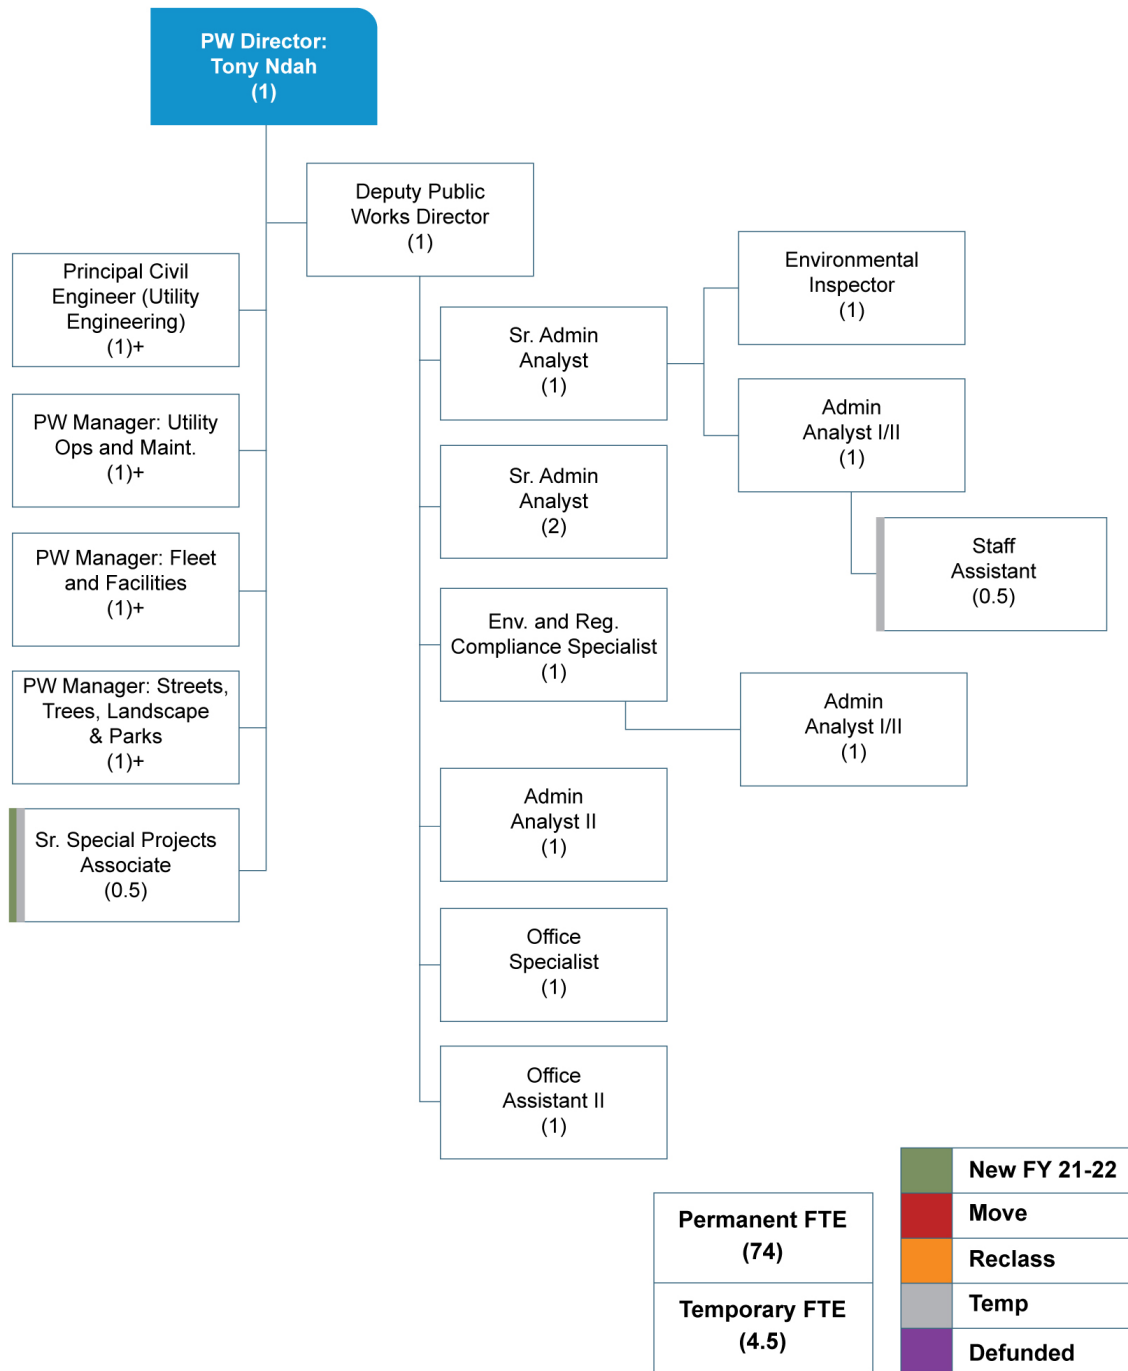 PW Director:
Tony Ndah
(1)
Deputy Public
Works Director
(1)
Principal Civil
Engineer (Utility
Engineering)
(1)+
PW Manager: Utility
Ops and Maint.
(1)+
PW Manager: Fleet
and Facilities
(1)+
PW Manager: Streets,
Trees, Landscape
& Parks
(1)+
Sr. Special Projects
Associate
(0.5)
Sr. Admin
Analyst
(1)
Environmental
Inspector
(1)
Admin
Analyst I/II
(1)
Staff
Assistant
(0.5)
Sr. Admin
Analyst
(2)
Env. and Reg.
Compliance Specialist
(1)
Admin
Analyst I/II
(1)
Admin
Analyst II
(1)
Office
Specialist
(1)
Office
Assistant II
(1)
Permanent FTE
(74)
Temporary FTE
(4.5)
New FY 21-22
Move
Reclass
Temp
Defunded